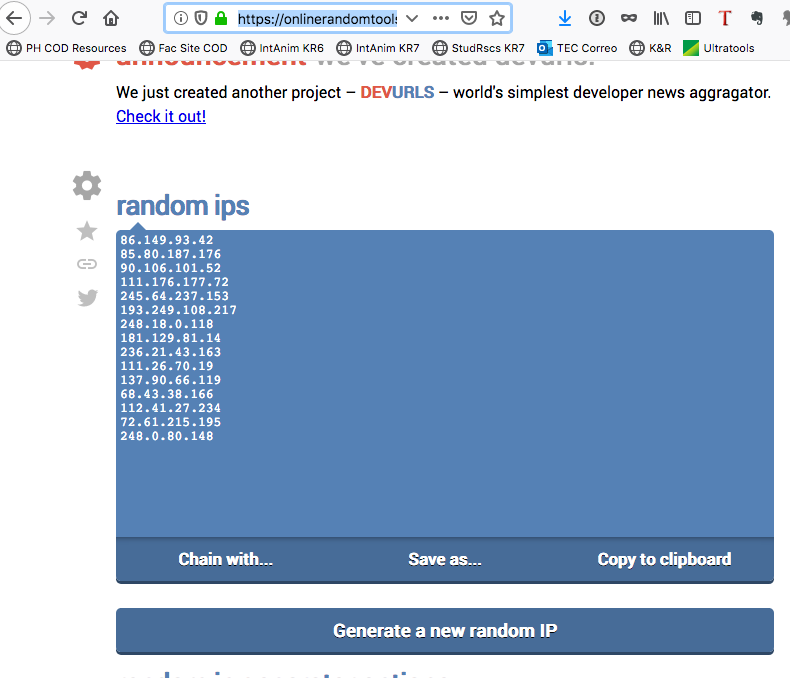 https://onlinerandomtools
PH COD Resources Fac Site COD IntAnim KR6 IntAnim KR7 StudRscs KR7 TEC Correo K&R Ultratools
announcement we've created devurls!
We just created another project – DEVURLS – world's simplest developer news aggragator.
Check it out!
random ips
86.149.93.42
85.80.187.176
90.106.101.52
111.176.177.72
245.64.237.153
193.249.108.217
248.18.0.118
181.129.81.14
236.21.43.163
111.26.70.19
137.90.66.119
68.43.38.166
112.41.27.234
72.61.215.195
248.0.80.148
Chain with... Save as... Copy to clipboard
Generate a new random IP